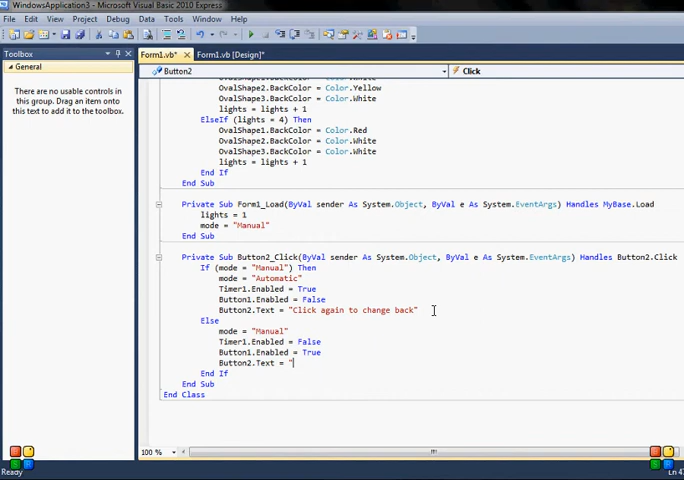 WindowsApplication3 - Microsoft Visual Basic 2010 Express
File Edit View Project Debug Data Tools Window Help
Toolbox
General
There are no usable controls in
this group. Drag an item onto
this text to add it to the toolbox.
Form1.vb* Form1.vb [Design]*
Button2 Click
OvalShape2.BackColor = Color.Yellow
OvalShape3.BackColor = Color.White
lights = lights + 1
ElseIf (lights = 4) Then
OvalShape1.BackColor = Color.Red
OvalShape2.BackColor = Color.White
OvalShape3.BackColor = Color.White
lights = lights + 1
End If
End Sub
Private Sub Form1_Load(ByVal sender As System.Object, ByVal e As System.EventArgs) Handles MyBase.Load
lights = 1
mode = "Manual"
End Sub
Private Sub Button2_Click(ByVal sender As System.Object, ByVal e As System.EventArgs) Handles Button2.Click
If (mode = "Manual") Then
mode = "Automatic"
Timer1.Enabled = True
Button1.Enabled = False
Button2.Text = "Click again to change back"
Else
mode = "Manual"
Timer1.Enabled = False
Button1.Enabled = True
Button2.Text = "
End If
End Sub
End Class
100 %
Ready